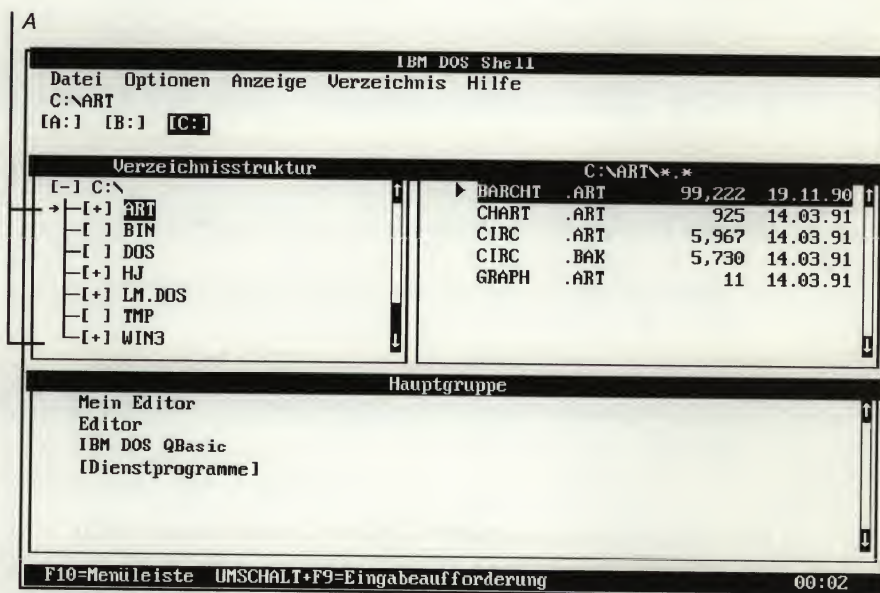 A
IBM DOS Shell
Datei Optionen Anzeige Verzeichnis Hilfe
C:\ART
[A:] [B:] [C:]
Verzeichnisstruktur
[-] C:\
[+] ART
[ ] BIN
[ ] DOS
[+] HJ
[+] LM.DOS
[ ] TMP
[+] WIN3
C:\ART\*.*
BARCHT .ART 99,222 19.11.90
CHART .ART 925 14.03.91
CIRC .ART 5,967 14.03.91
CIRC .BAK 5,730 14.03.91
GRAPH .ART 11 14.03.91
Hauptgruppe
Mein Editor
Editor
IBM DOS QBasic
[Dienstprogramme]
F10=Menüleiste UMSCHALT+F9=Eingabeaufforderung 00:02